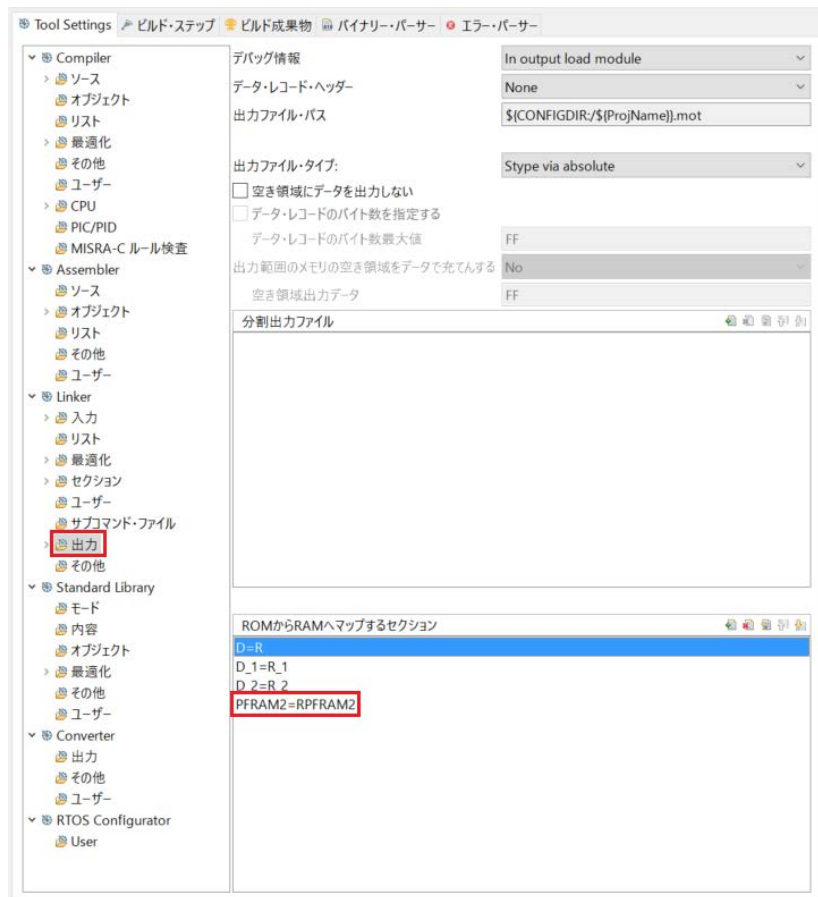 Tool Settings ビルド・ステップ ビルド成果物 バイナリー・パーサー エラー・パーサー
Compiler
ソース
オブジェクト
リスト
最適化
その他
ユーザー
CPU
PIC/PID
MISRA-C ルール検査
Assembler
ソース
オブジェクト
リスト
その他
ユーザー
Linker
入力
リスト
最適化
セクション
ユーザー
サブコマンド・ファイル
出力
その他
Standard Library
モード
内容
オブジェクト
最適化
その他
ユーザー
Converter
出力
その他
ユーザー
RTOS Configurator
User
デバッグ情報 In output load module
データ・レコード・ヘッダー None
出力ファイル・パス ${CONFIGDIR:/${ProjName}}.mot
出力ファイル・タイプ: Stype via absolute
空き領域にデータを出力しない
データ・レコードのバイト数を指定する
データ・レコードのバイト数最大値 FF
出力範囲のメモリの空き領域をデータで充てんする No
空き領域出力データ FF
分割出力ファイル
ROMからRAMへマップするセクション
D=R
D_1=R_1
D_2=R_2
PFRAM2=RPFRAM2